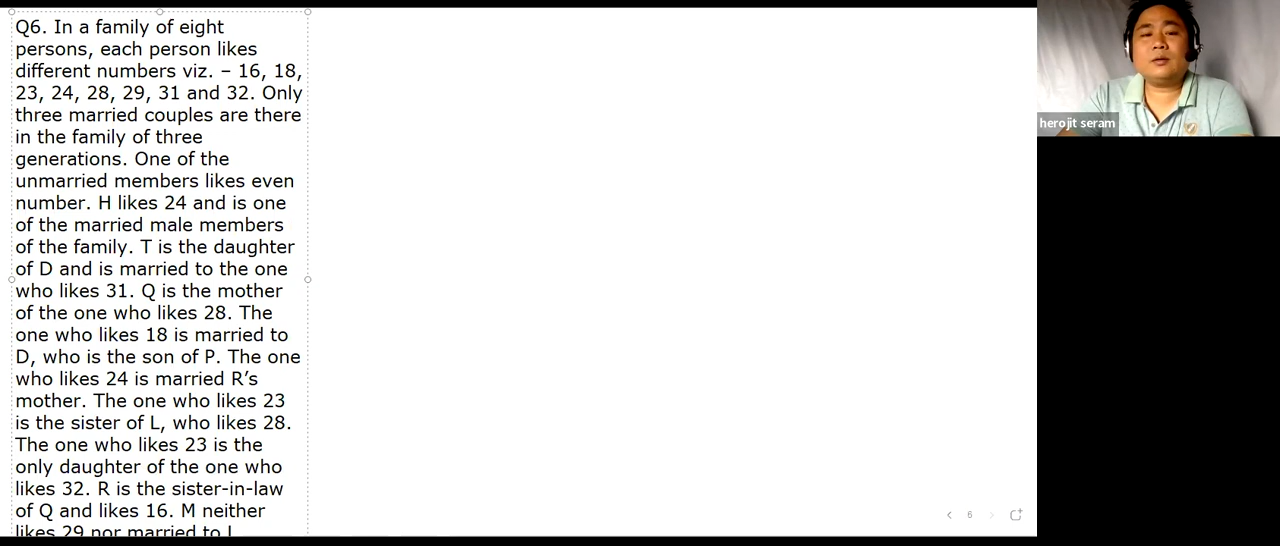 Q6. In a family of eight
persons, each person likes
different numbers viz. – 16, 18,
23, 24, 28, 29, 31 and 32. Only
three married couples are there
in the family of three
generations. One of the
unmarried members likes even
number. H likes 24 and is one
of the married male members
of the family. T is the daughter
of D and is married to the one
who likes 31. Q is the mother
of the one who likes 28. The
one who likes 18 is married to
D, who is the son of P. The one
who likes 24 is married R’s
mother. The one who likes 23
is the sister of L, who likes 28.
The one who likes 23 is the
only daughter of the one who
likes 32. R is the sister-in-law
of Q and likes 16. M neither
likes 29 nor married to L.
herojit seram
6